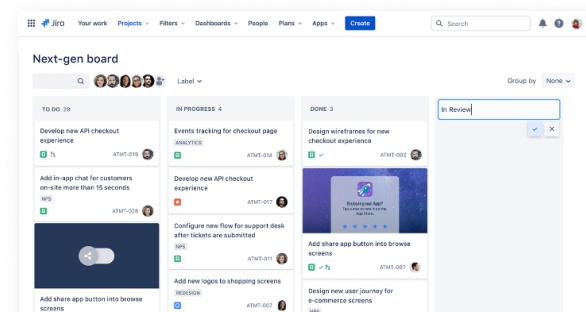 Jira Your work Projects Filters Dashboards People Plans Apps Create Search
Next-gen board
Label Group by None
TO DO 29
Develop new API checkout
experience
ATMT-019
Add in-app chat for customers
on-site more than 15 seconds
NPS
ATMT-028
Add share app button into browse
screens
IN PROGRESS 4
Events tracking for checkout page
ANALYTICS
ATMT-014
Develop new API checkout
experience
ATMT-017
Configure new flow for support desk
after tickets are submitted
NPS
ATMT-011
Add new logos to shopping screens
REDESIGN
ATMT-007
DONE 3
Design wireframes for new
checkout experience
ATMT-002
Enjoying our App?
Add share app button into browse
screens
ATMT-087
Design new user journey for
e-commerce screens
NPS
In Review